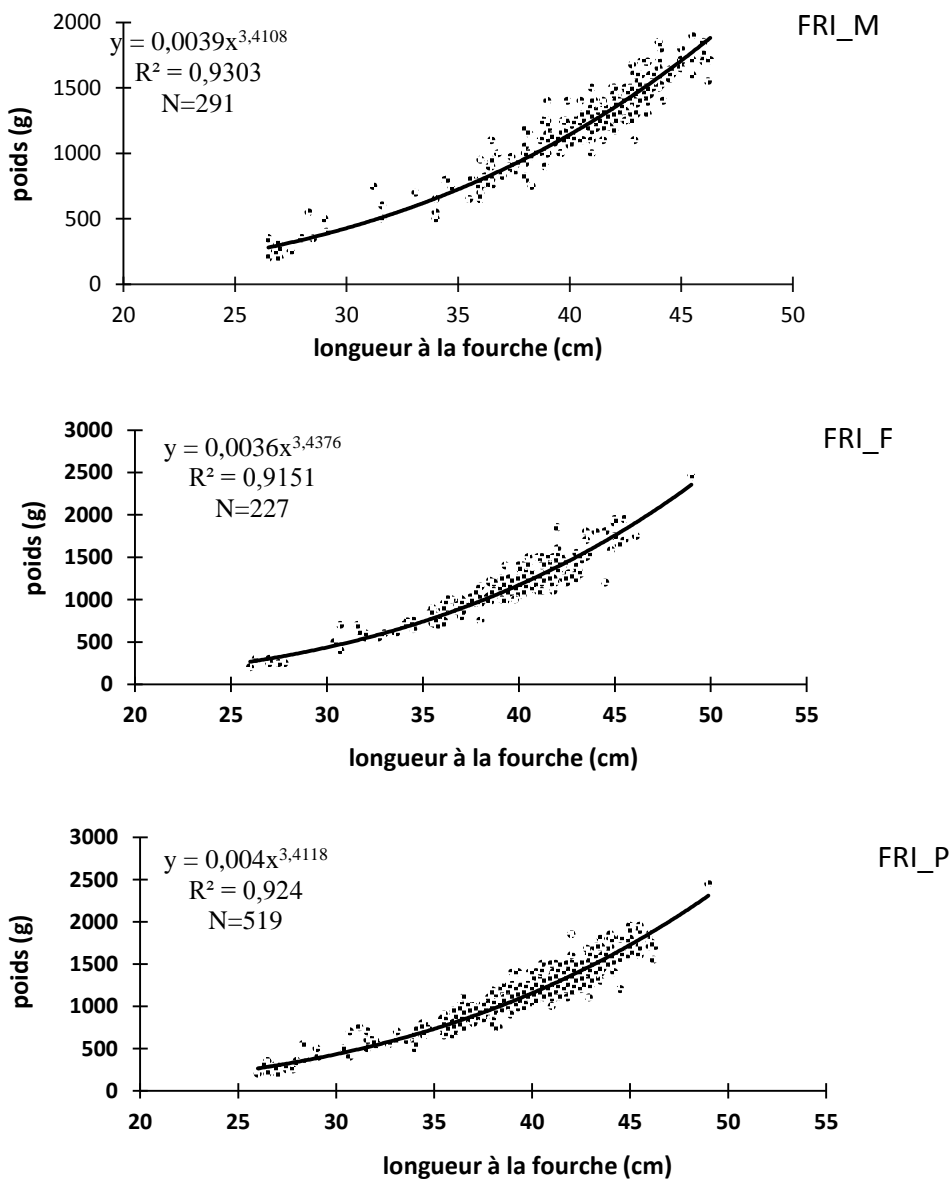 FRI_M
y = 0,0039x^3,4108
R² = 0,9303
N=291
poids (g)
2000
1500
1000
500
0
20 25 30 35 40 45 50
longueur à la fourche (cm)
FRI_F
y = 0,0036x^3,4376
R² = 0,9151
N=227
poids (g)
3000
2500
2000
1500
1000
500
0
20 25 30 35 40 45 50 55
longueur à la fourche (cm)
FRI_P
y = 0,004x^3,4118
R² = 0,924
N=519
poids (g)
3000
2500
2000
1500
1000
500
0
20 25 30 35 40 45 50 55
longueur à la fourche (cm)